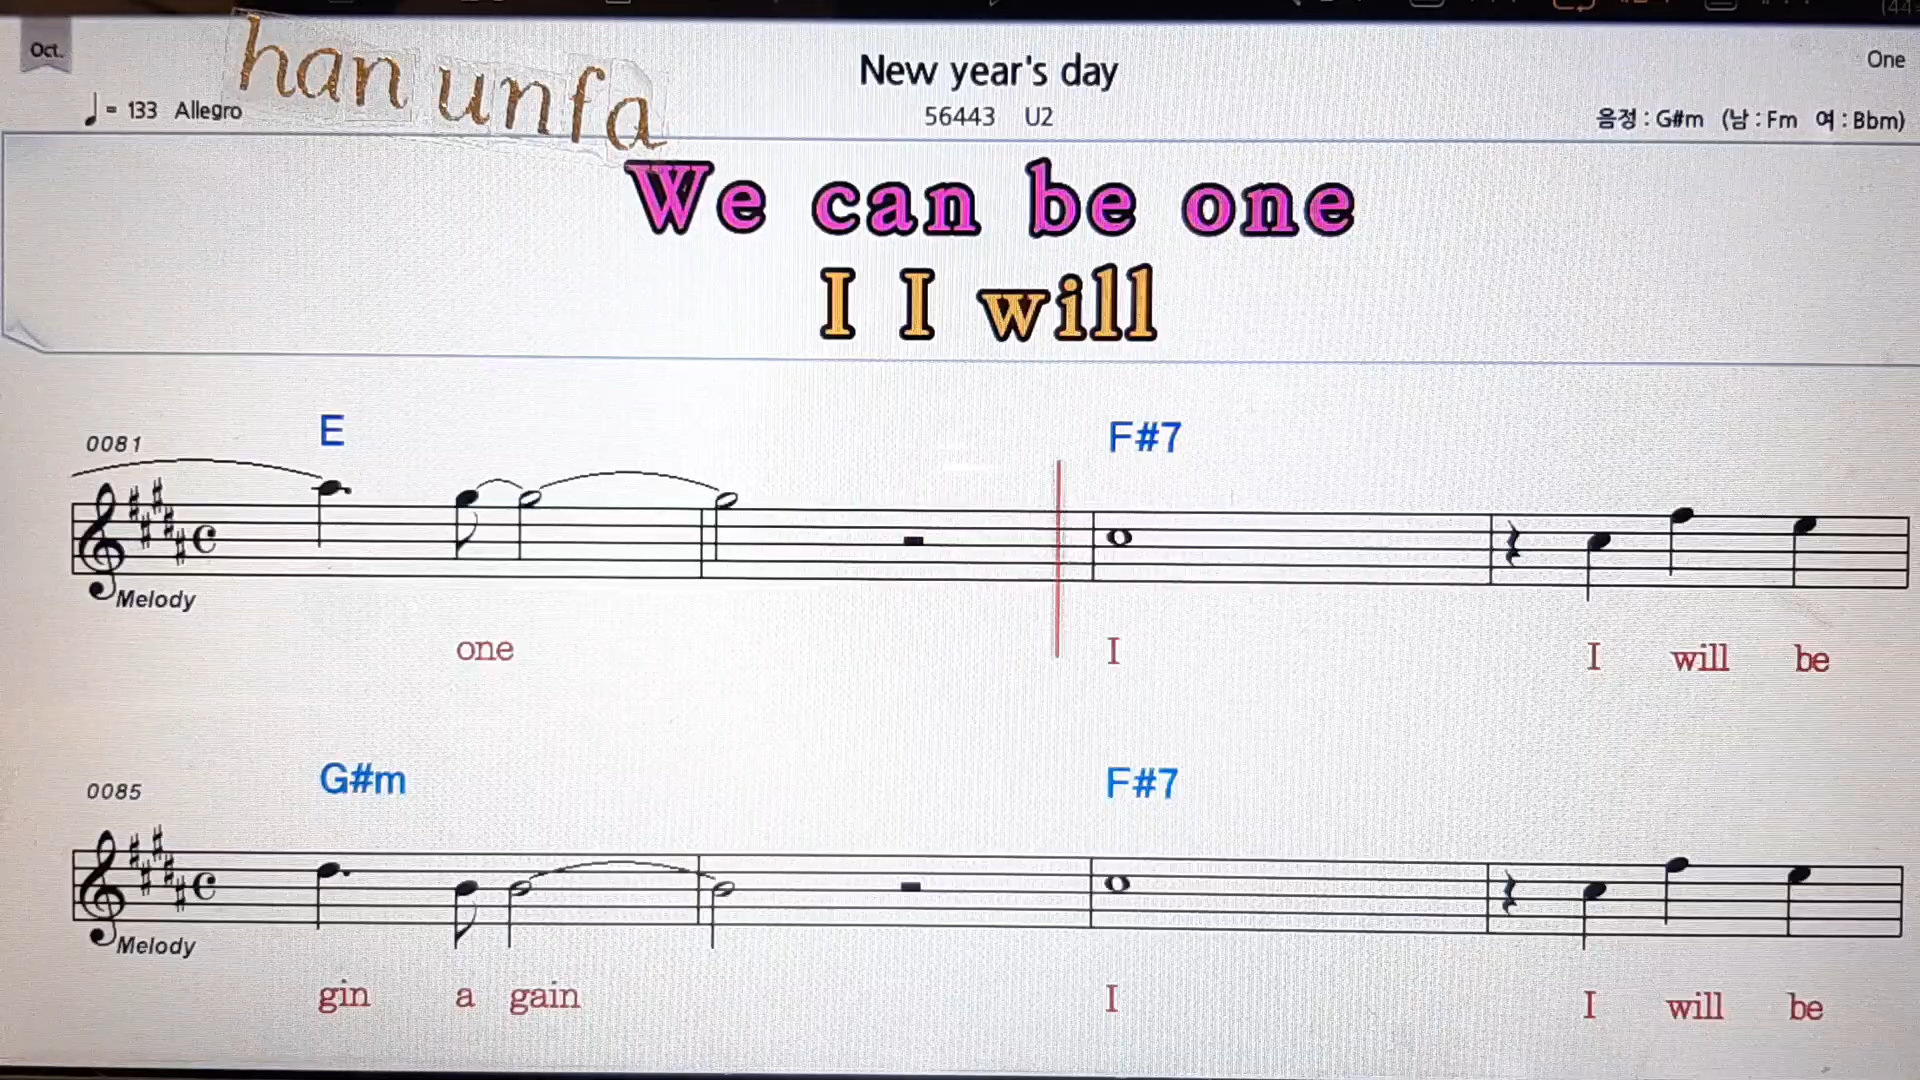 Oct.
han unfa
New year's day
One
♩= 133 Allegro
56443 U2
음정 : G#m (남 : Fm 여 : Bbm)
We can be one
I I will
0081 E F#7
Melody
one I I will be
0085 G#m F#7
Melody
gin a gain I I will be